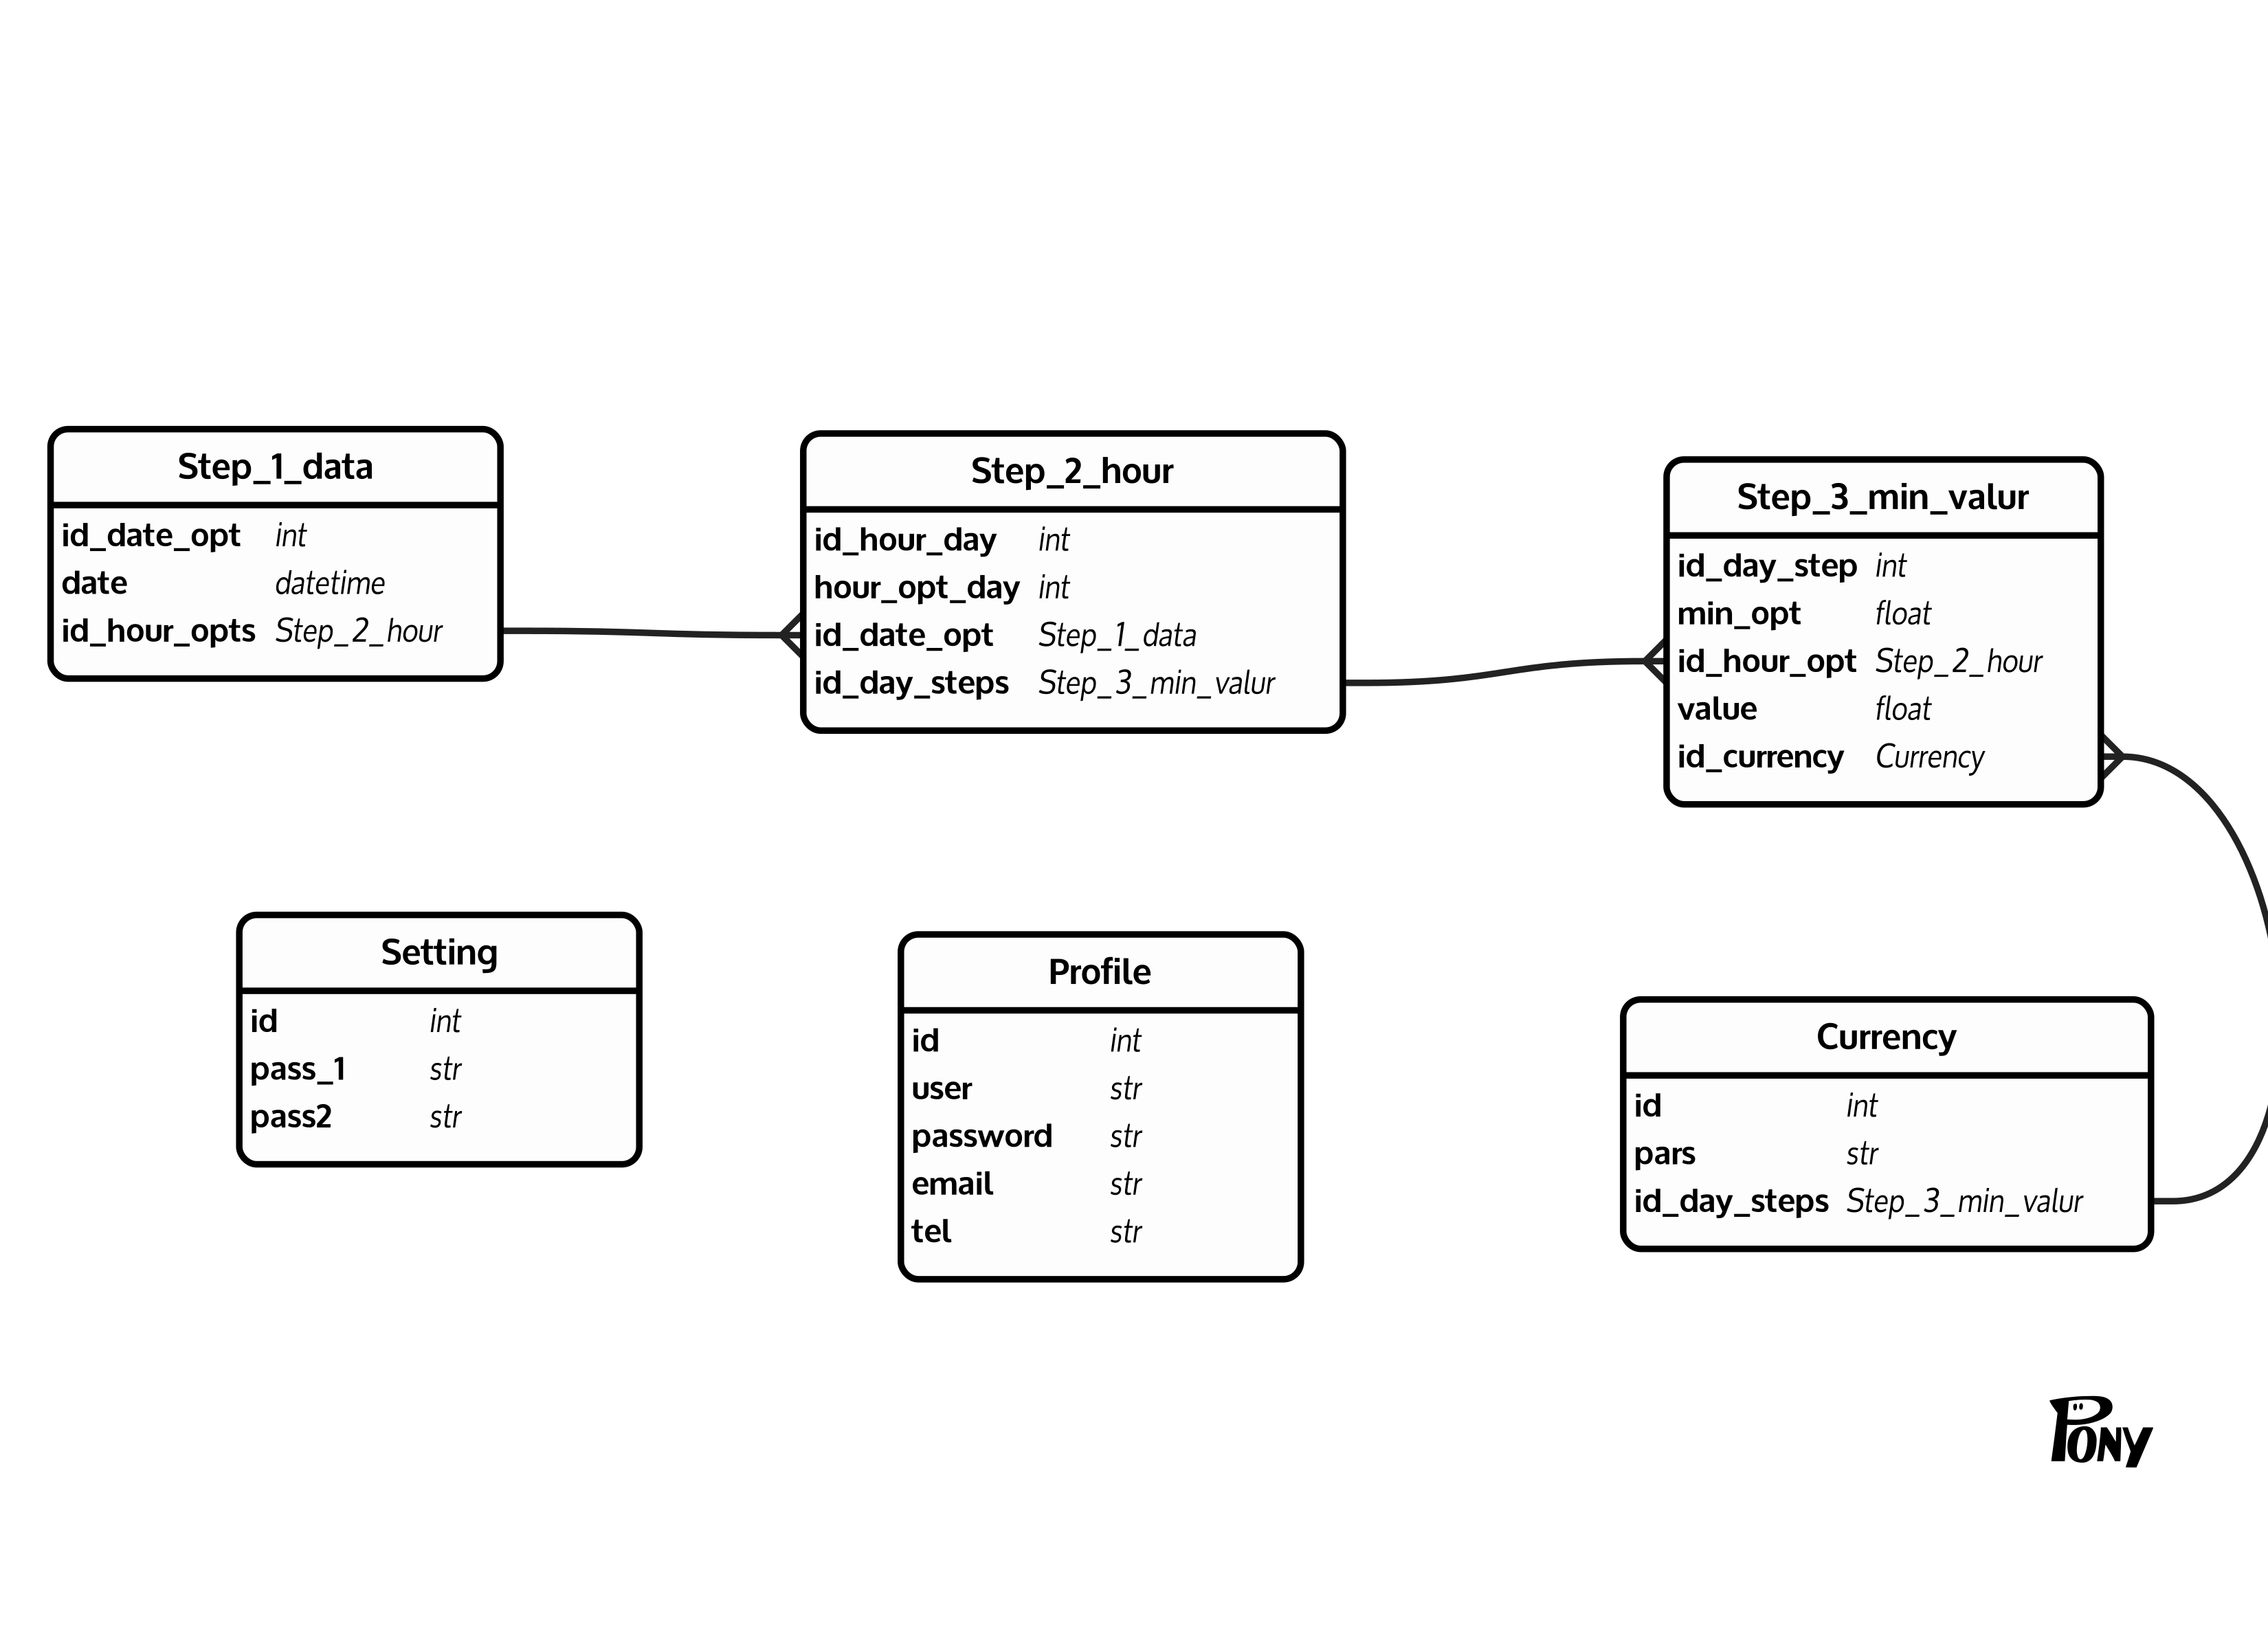 Step_1_data
id_date_opt int
date datetime
id_hour_opts Step_2_hour
Step_2_hour
id_hour_day int
hour_opt_day int
id_date_opt Step_1_data
id_day_steps Step_3_min_valur
Step_3_min_valur
id_day_step int
min_opt float
id_hour_opt Step_2_hour
value float
id_currency Currency
Setting
id int
pass_1 str
pass2 str
Profile
id int
user str
password str
email str
tel str
Currency
id int
pars str
id_day_steps Step_3_min_valur
PONY